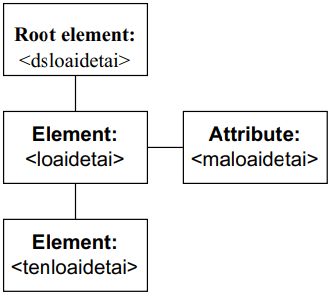 Root element:
<dsloaidetai>
Element:
<loaidetai>
Attribute:
<maloaidetai>
Element:
<tenloaidetai>